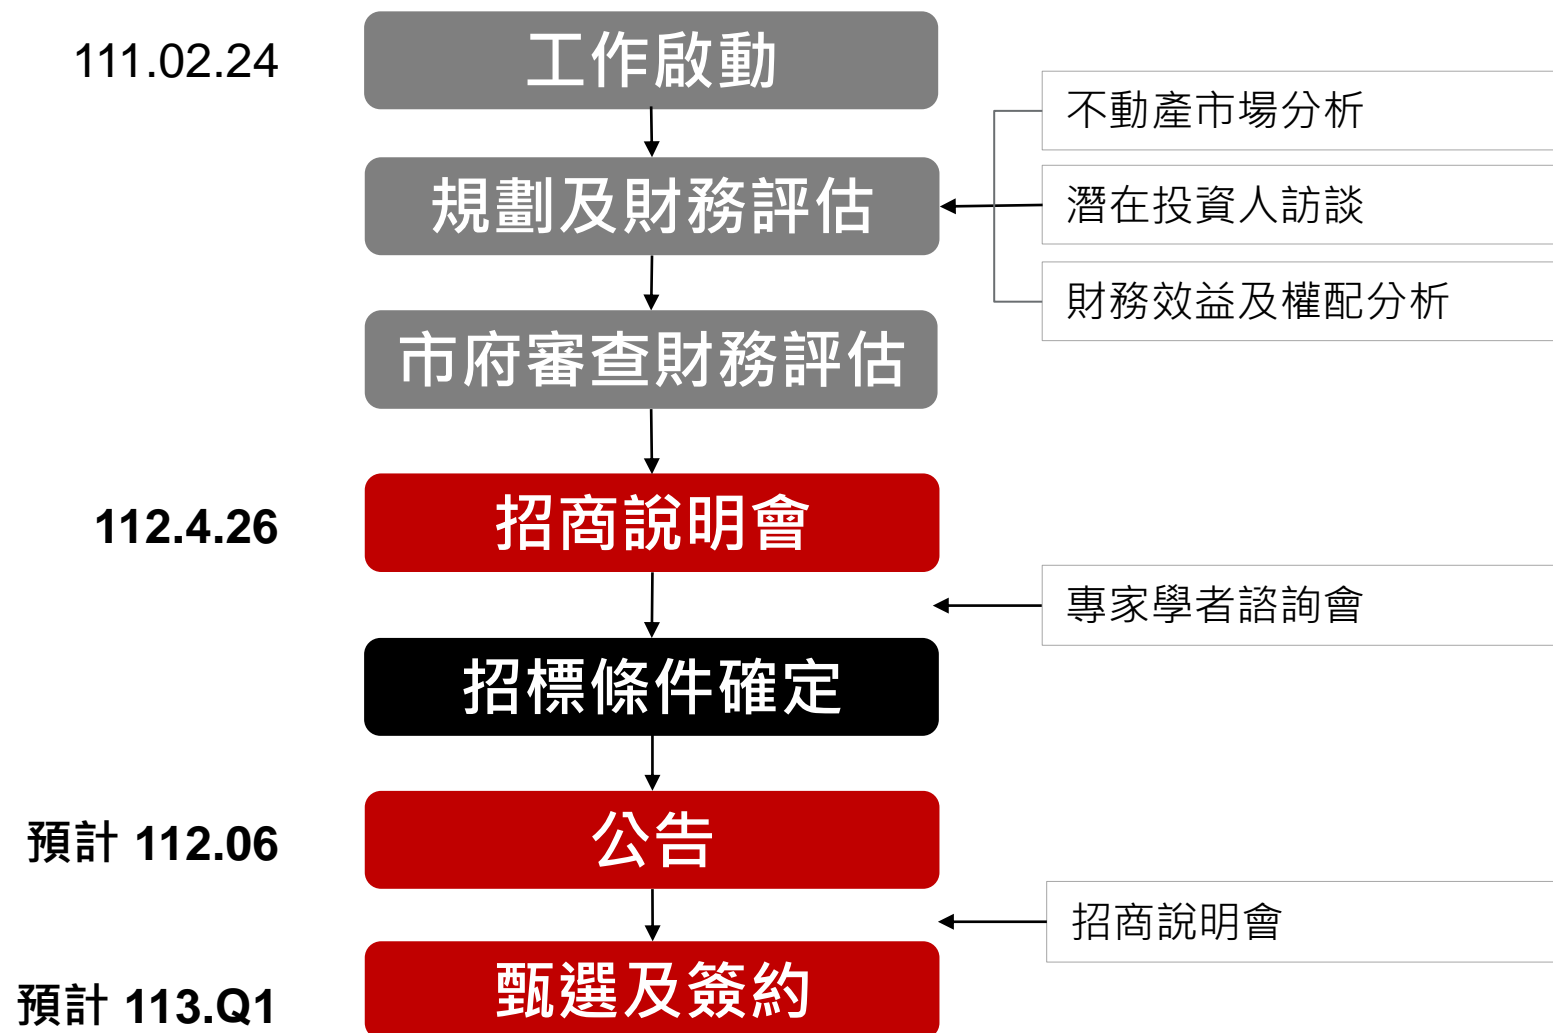 111.02.24
工作啟動
不動產市場分析
規劃及財務評估
潛在投資人訪談
財務效益及權配分析
市府審查財務評估
112.4.26
招商說明會
專家學者諮詢會
招標條件確定
預計 112.06
公告
招商說明會
甄選及簽約
預計 113.Q1